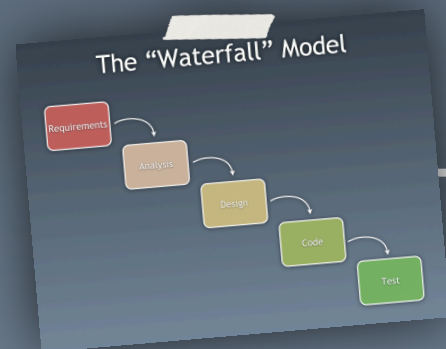 The “Waterfall” Model
Requirements
Analysis
Design
Code
Test